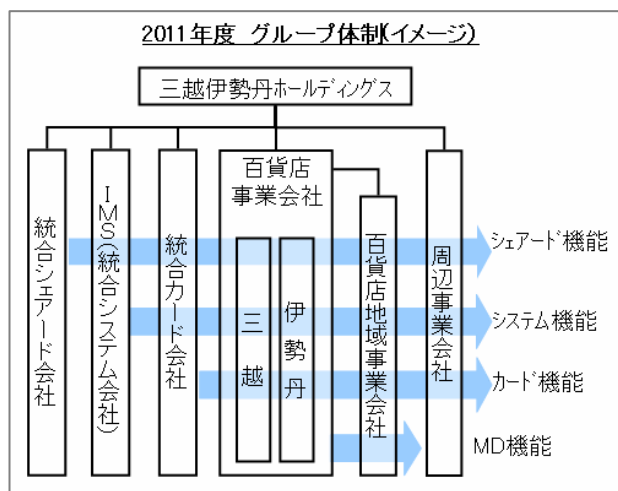 2011年度 グループ体制(イメージ)
三越伊勢丹ホールディングス
統合シェアード会社
IMS(統合システム会社)
統合カード会社
百貨店
事業会社
三越
伊勢丹
百貨店地域事業会社
周辺事業会社
シェアード機能
システム機能
カード機能
MD機能